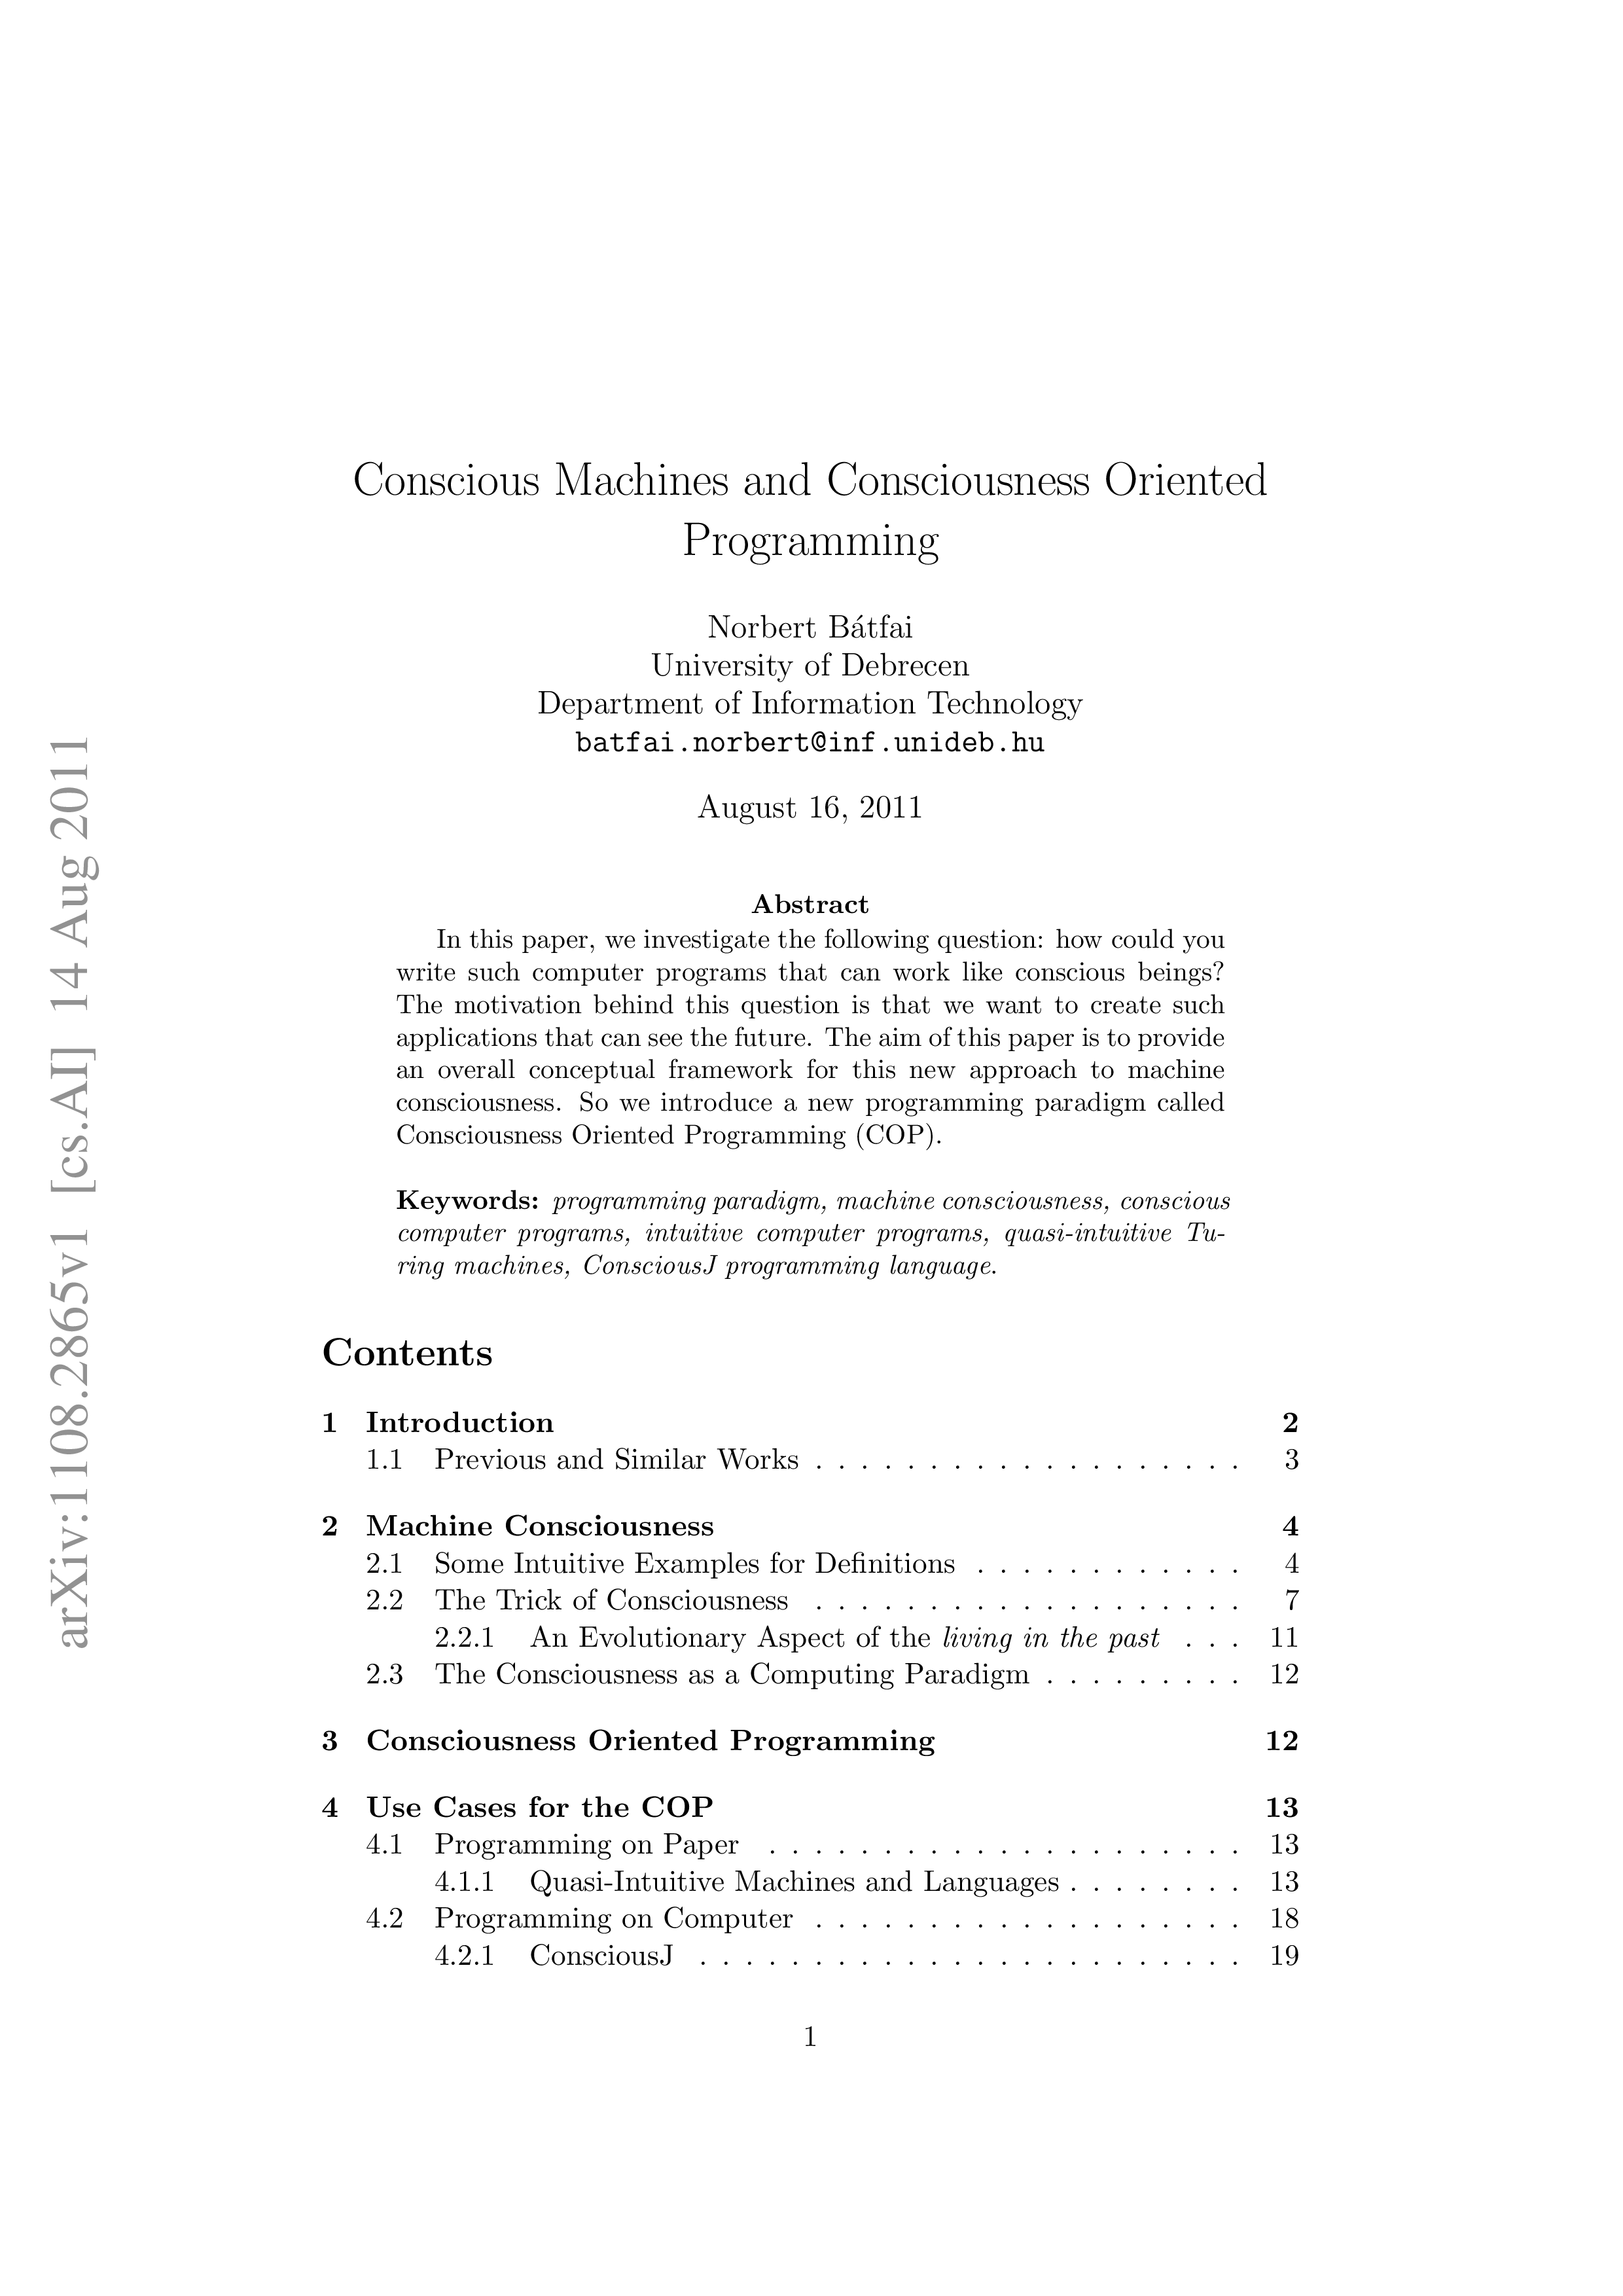 Conscious Machines and Consciousness Oriented
Programming
Norbert Bátfai
University of Debrecen
Department of Information Technology
batfai.norbert@inf.unideb.hu
August 16, 2011
Abstract
In this paper, we investigate the following question: how could you
write such computer programs that can work like conscious beings?
The motivation behind this question is that we want to create such
applications that can see the future. The aim of this paper is to provide
an overall conceptual framework for this new approach to machine
consciousness. So we introduce a new programming paradigm called
Consciousness Oriented Programming (COP).
Keywords: programming paradigm, machine consciousness, conscious
computer programs, intuitive computer programs, quasi-intuitive Tu-
ring machines, ConsciousJ programming language.
Contents
1 Introduction 2
1.1 Previous and Similar Works . . . . . . . . . . . . . . . . . . . 3
2 Machine Consciousness 4
2.1 Some Intuitive Examples for Definitions . . . . . . . . . . . . 4
2.2 The Trick of Consciousness . . . . . . . . . . . . . . . . . . . 7
2.2.1 An Evolutionary Aspect of the living in the past . . . 11
2.3 The Consciousness as a Computing Paradigm . . . . . . . . . 12
3 Consciousness Oriented Programming 12
4 Use Cases for the COP 13
4.1 Programming on Paper . . . . . . . . . . . . . . . . . . . . . 13
4.1.1 Quasi-Intuitive Machines and Languages . . . . . . . . 13
4.2 Programming on Computer . . . . . . . . . . . . . . . . . . . 18
4.2.1 ConsciousJ . . . . . . . . . . . . . . . . . . . . . . . . 19
1
arXiv:1108.2865v1 [cs.AI] 14 Aug 2011